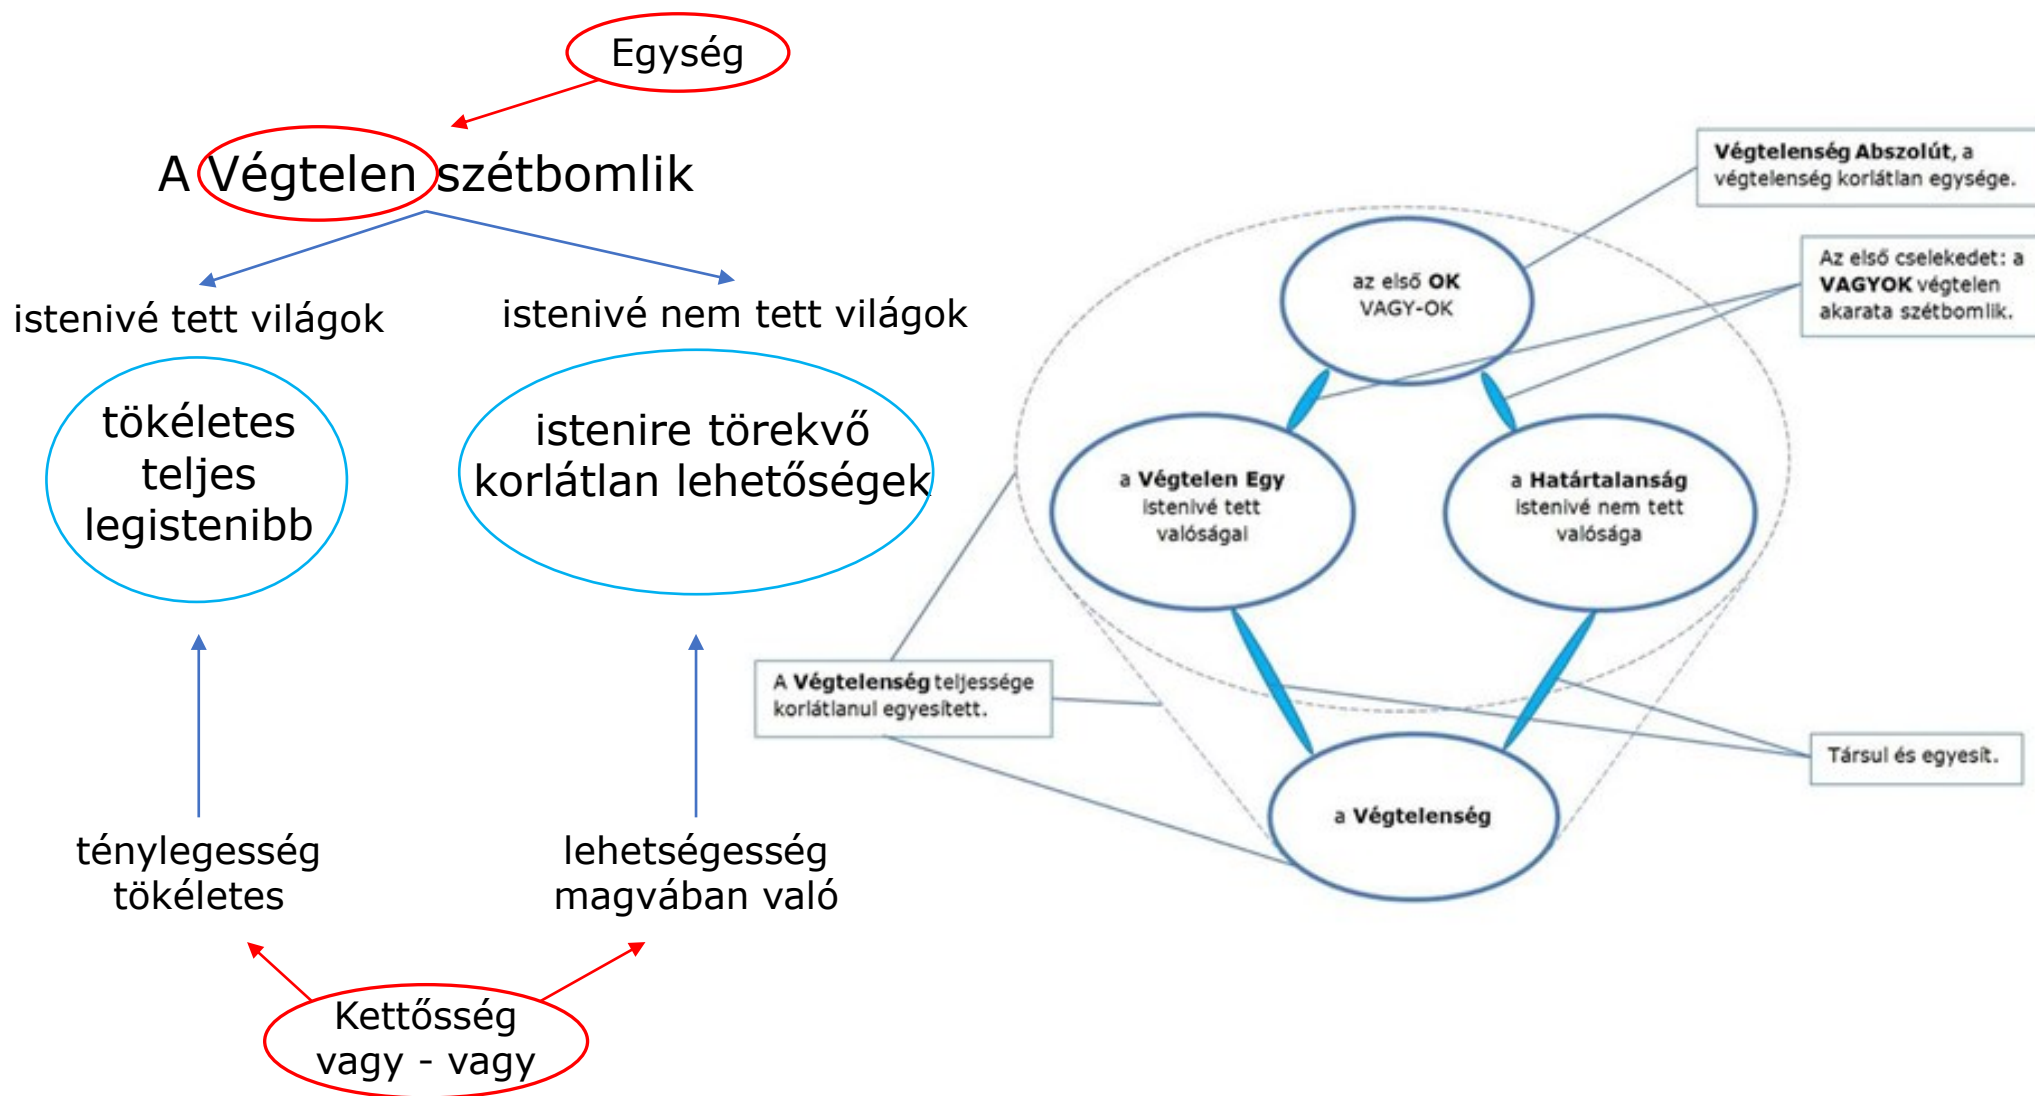 Egység
A Végtelen szétbomlik
istenivé tett világok
istenivé nem tett világok
tökéletes
teljes
legistenibb
istenire törekvő
korlátlan lehetőségek
ténylegesség
tökéletes
lehetségesség
magvában való
Kettősség
vagy - vagy
Végtelenség Abszolút, a
végtelenség korlátlan egysége.
az első OK
VAGY-OK
Az első cselekedet: a
VAGYOK végtelen
akarata szétbomlik.
a Végtelen Egy
istenivé tett
valóságai
a Határtalanság
istenivé nem tett
valósága
A Végtelenség teljessége
korlátlanul egyesített.
Társul és egyesít.
a Végtelenség